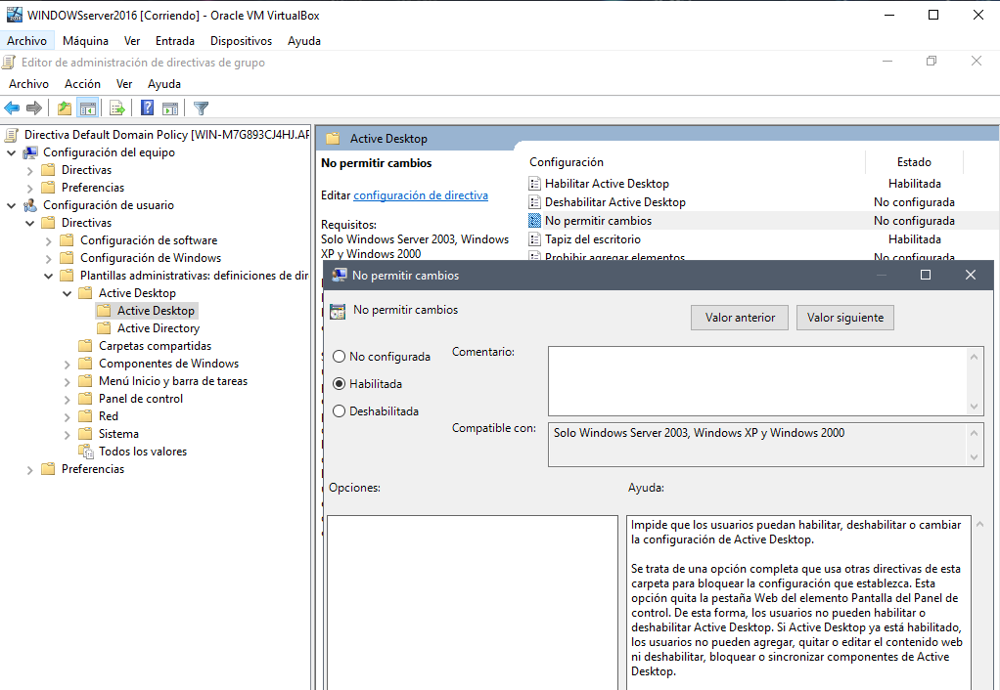 WINDOWSserver2016 [Corriendo] - Oracle VM VirtualBox
Archivo Máquina Ver Entrada Dispositivos Ayuda
Editor de administración de directivas de grupo
Archivo Acción Ver Ayuda
Directiva Default Domain Policy [WIN-M7G893CJ4HJ.AR
Configuración del equipo
Directivas
Preferencias
Configuración de usuario
Directivas
Configuración de software
Configuración de Windows
Plantillas administrativas: definiciones de dir
Active Desktop
Active Desktop
Active Directory
Carpetas compartidas
Componentes de Windows
Menú Inicio y barra de tareas
Panel de control
Red
Sistema
Todos los valores
Preferencias
Active Desktop
No permitir cambios
Editar configuración de directiva
Requisitos:
Solo Windows Server 2003, Windows
XP y Windows 2000
Configuración Estado
Habilitar Active Desktop Habilitada
Deshabilitar Active Desktop No configurada
No permitir cambios No configurada
Tapiz del escritorio Habilitada
Prohibir agregar elementos No configurada
No permitir cambios
No permitir cambios
Valor anterior Valor siguiente
No configurada
Habilitada
Deshabilitada
Comentario:
Compatible con:
Solo Windows Server 2003, Windows XP y Windows 2000
Opciones:
Ayuda:
Impide que los usuarios puedan habilitar, deshabilitar o cambiar
la configuración de Active Desktop.
Se trata de una opción completa que usa otras directivas de esta
carpeta para bloquear la configuración que establezca. Esta
opción quita la pestaña Web del elemento Pantalla del Panel de
control. De esta forma, los usuarios no pueden habilitar o
deshabilitar Active Desktop. Si Active Desktop ya está habilitado,
los usuarios no pueden agregar, quitar o editar el contenido web
ni deshabilitar, bloquear o sincronizar componentes de Active
Desktop.